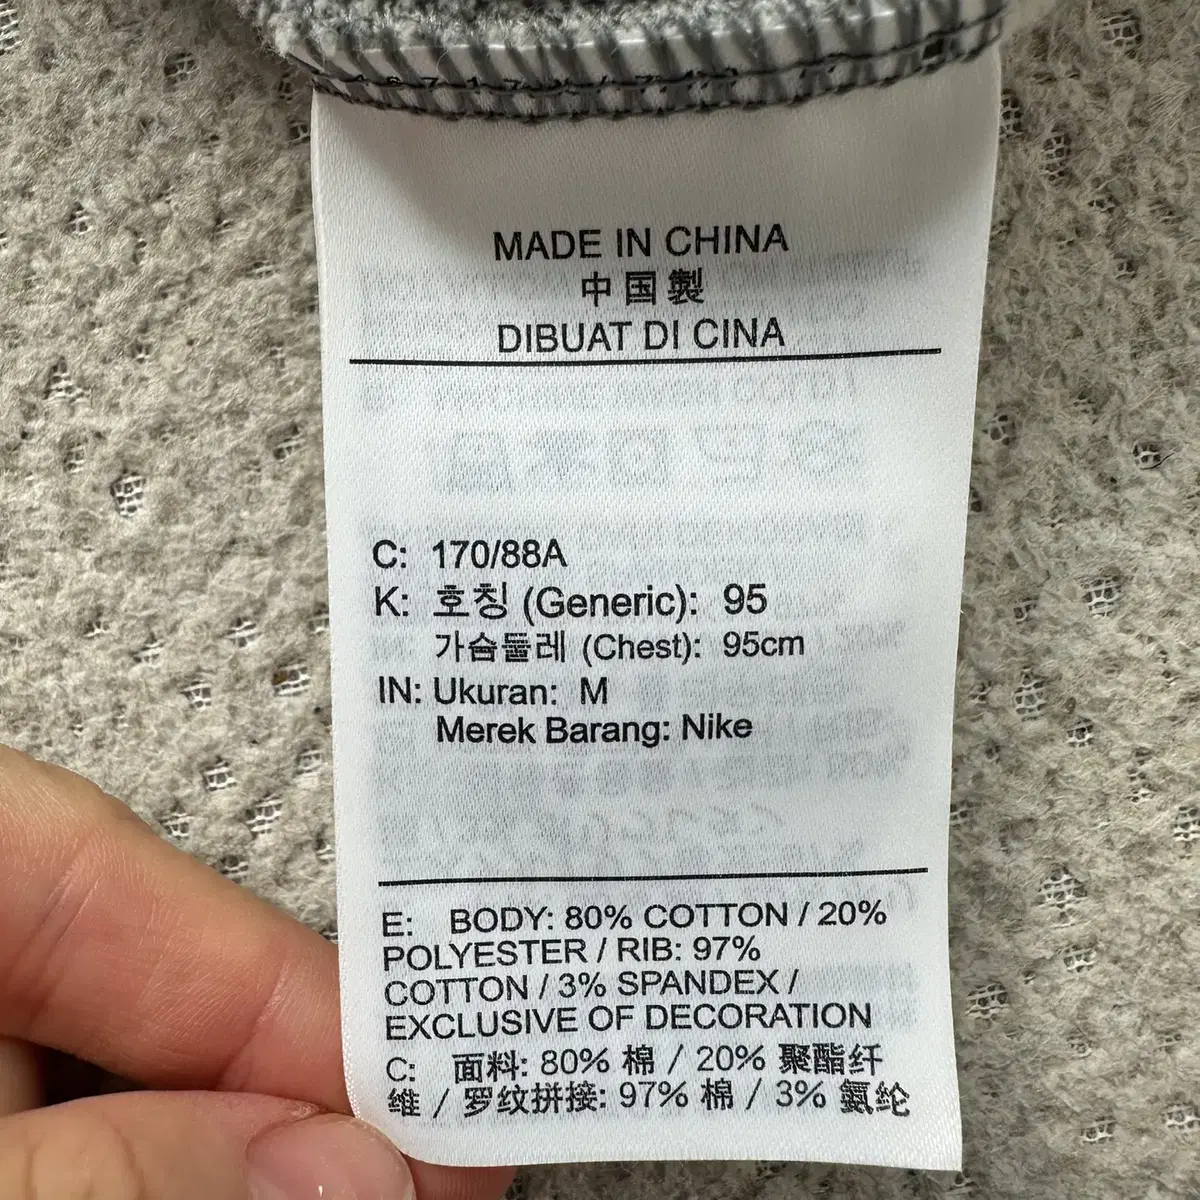 MADE IN CHINA
中国製
DIBUAT DI CINA
C: 170/88A
K: 호칭 (Generic): 95
가슴둘레 (Chest): 95cm
IN: Ukuran: M
Merek Barang: Nike
E: BODY: 80% COTTON / 20%
POLYESTER / RIB: 97%
COTTON / 3% SPANDEX /
EXCLUSIVE OF DECORATION
C: 面料: 80% 棉 / 20% 聚酯纤
维 / 罗纹拼接: 97% 棉 / 3% 氨纶